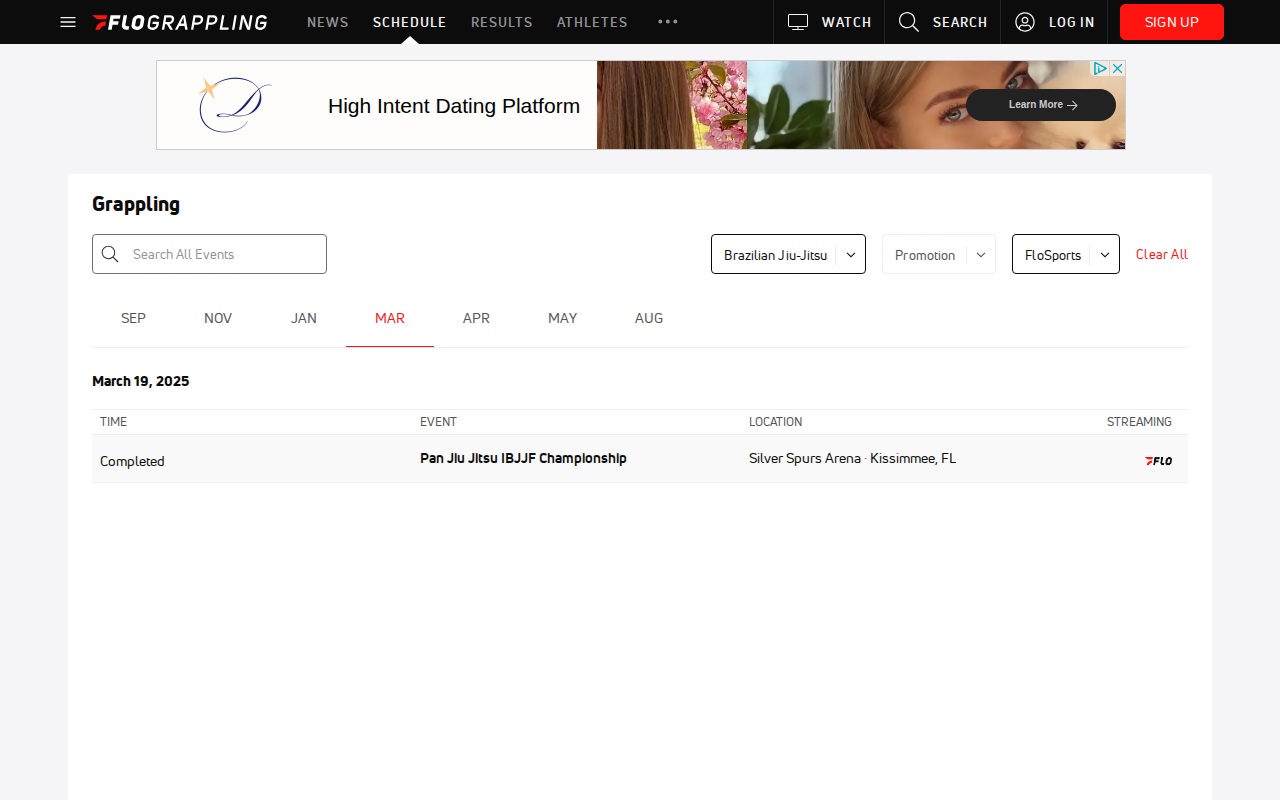 FLOGRAPPLING NEWS SCHEDULE RESULTS ATHLETES WATCH SEARCH LOG IN SIGN UP
High Intent Dating Platform Learn More
Grappling
Search All Events Brazilian Jiu-Jitsu Promotion FloSports Clear All
SEP NOV JAN MAR APR MAY AUG
March 19, 2025
TIME EVENT LOCATION STREAMING
Completed Pan Jiu Jitsu IBJJF Championship Silver Spurs Arena · Kissimmee, FL FLO